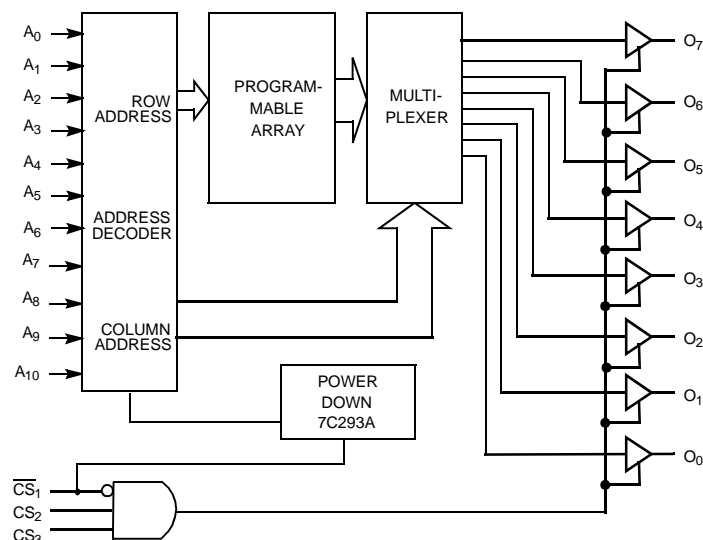 A0
A1
A2
A3
A4
A5
A6
A7
A8
A9
A10
ROW
ADDRESS
ADDRESS
DECODER
COLUMN
ADDRESS
PROGRAM-
MABLE
ARRAY
MULTI-
PLEXER
POWER
DOWN
7C293A
CS1
CS2
CS3
O7
O6
O5
O4
O3
O2
O1
O0